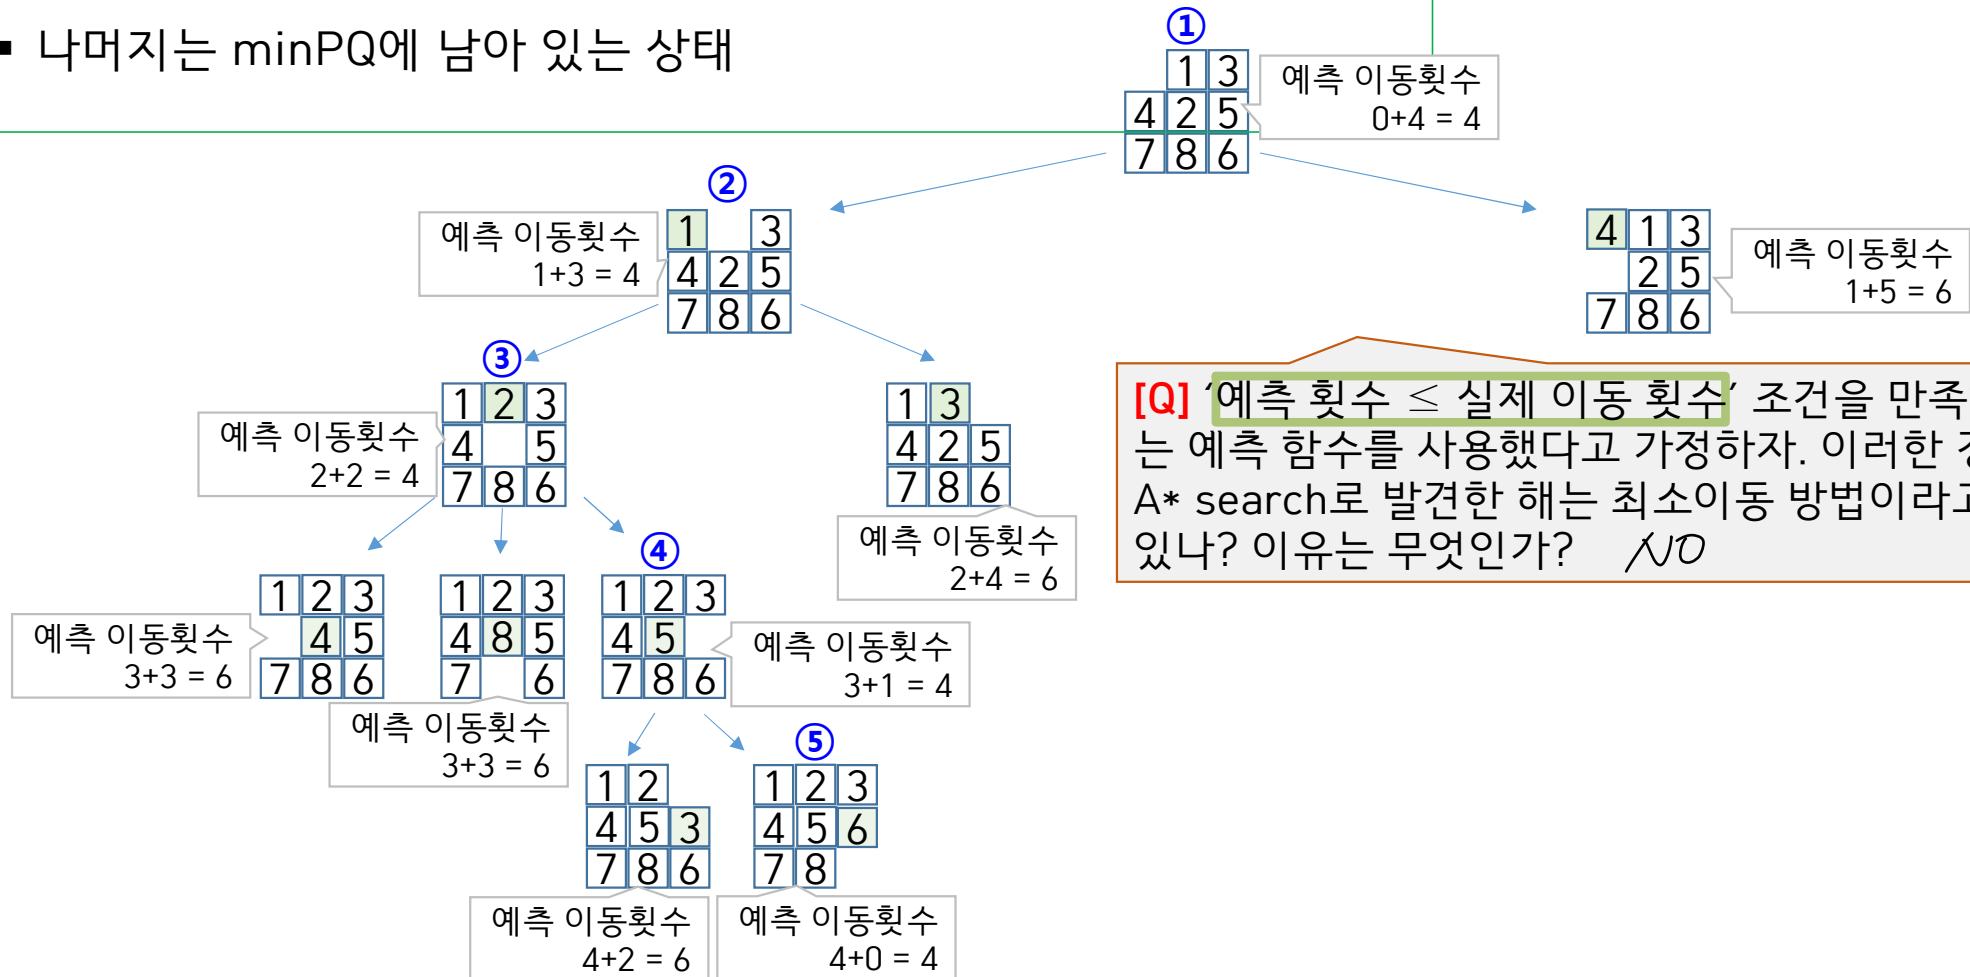 ▪ 나머지는 minPQ에 남아 있는 상태
①
1 3
4 2 5
7 8 6
예측 이동횟수
0+4 = 4
②
1 3
4 2 5
7 8 6
예측 이동횟수
1+3 = 4
4 1 3
2 5
7 8 6
예측 이동횟수
1+5 = 6
③
1 2 3
4 5
7 8 6
예측 이동횟수
2+2 = 4
1 3
4 2 5
7 8 6
예측 이동횟수
2+4 = 6
[Q] ‘예측 횟수 ≤ 실제 이동 횟수’ 조건을 만족
는 예측 함수를 사용했다고 가정하자. 이러한
A* search로 발견한 해는 최소이동 방법이라고
있나? 이유는 무엇인가? NO
1 2 3
4 5
7 8 6
예측 이동횟수
3+3 = 6
1 2 3
4 8 5
7 6
예측 이동횟수
3+3 = 6
④
1 2 3
4 5
7 8 6
예측 이동횟수
3+1 = 4
1 2
4 5 3
7 8 6
예측 이동횟수
4+2 = 6
⑤
1 2 3
4 5 6
7 8
예측 이동횟수
4+0 = 4